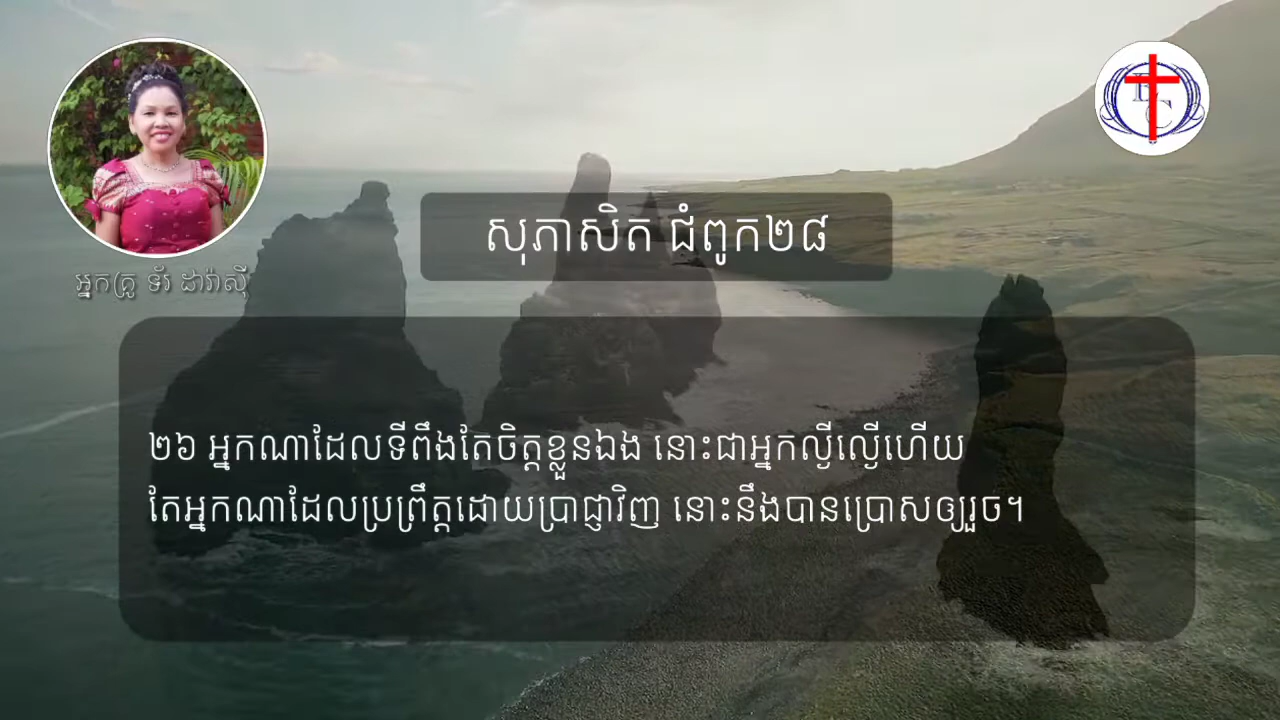 អ្នកគ្រូ ទ័រ ដារ៉ាស៊ី
សុភាសិត ជំពូក២៨
២៦ អ្នកណាដែលទីពឹងតែចិត្តខ្លួនឯង នោះជាអ្នកល្ងីល្ងើហើយ
តែអ្នកណាដែលប្រព្រឹត្តដោយប្រាជ្ញាវិញ នោះនឹងបានប្រោសឲ្យរួច។